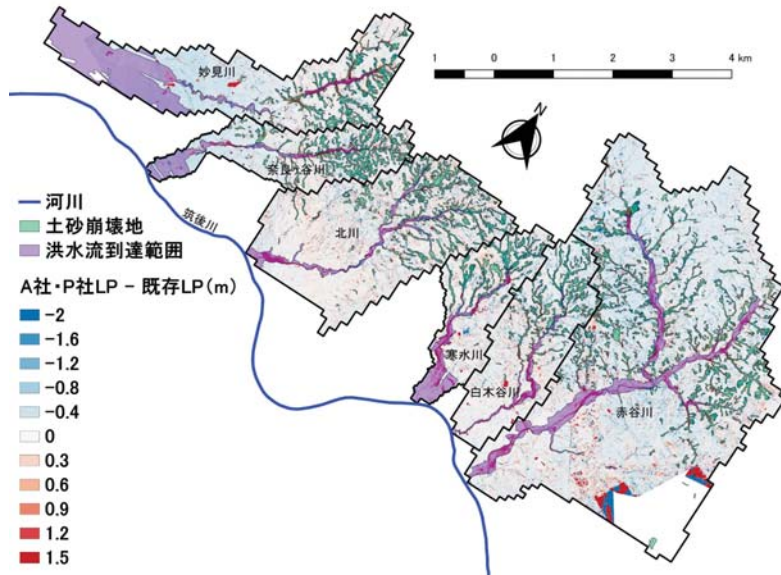 妙見川
1 0 1 2 3 4 km
N
奈良ヶ谷川
河川
土砂崩壊地
洪水流到達範囲
筑後川
北川
A社・P社LP − 既存LP(m)
-2
-1.6
-1.2
-0.8
-0.4
0
0.3
0.6
0.9
1.2
1.5
寒水川
白木谷川
赤谷川